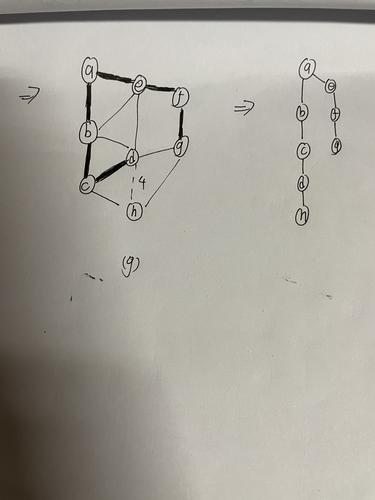 ⇒ a e f ⇒ a e
b b f
d g c g
c 4 d
h h
(g)